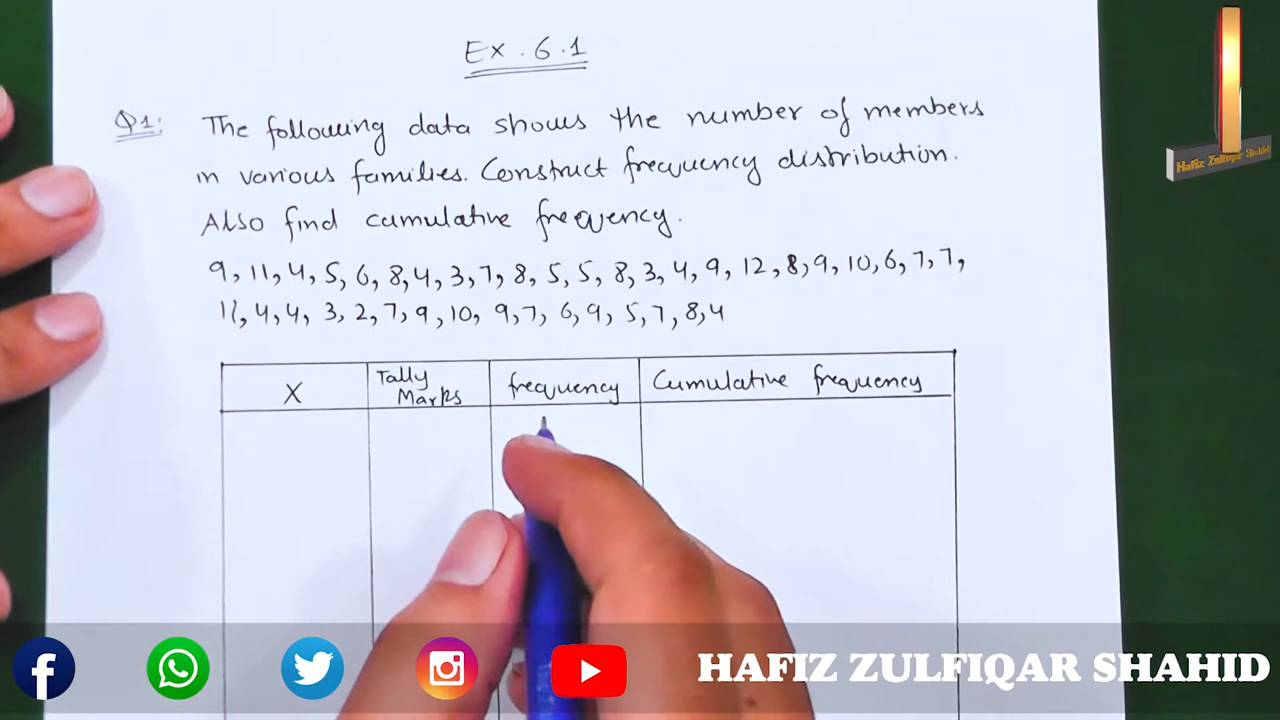 Ex. 6.1
Q1: The following data shows the number of members
in various families. Construct frequency distribution.
Also find cumulative frequency.
9, 11, 4, 5, 6, 8, 4, 3, 7, 8, 5, 5, 8, 3, 4, 9, 12, 8, 9, 10, 6, 7, 7,
11, 4, 4, 3, 2, 7, 9, 10, 9, 7, 6, 9, 5, 7, 8, 4
X
Tally
Marks
frequency
Cumulative frequency
Hafiz Zulfiqar Shahid
HAFIZ ZULFIQAR SHAHID